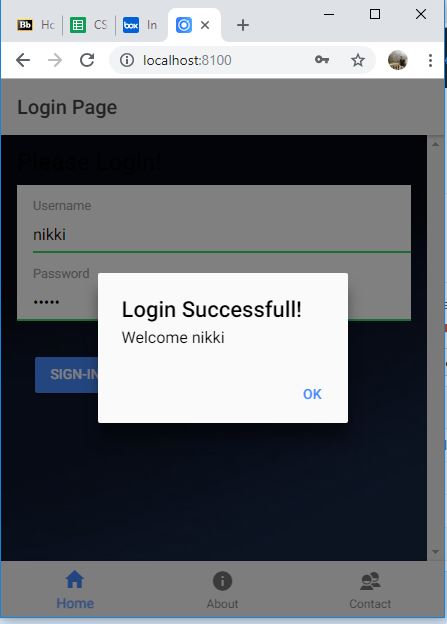 Bb
Hc
CS
box
In
localhost:8100
Login Page
Please Login!
Username
nikki
Password
•••••
Login Successfull!
Welcome nikki
SIGN-IN
OK
Home
About
Contact